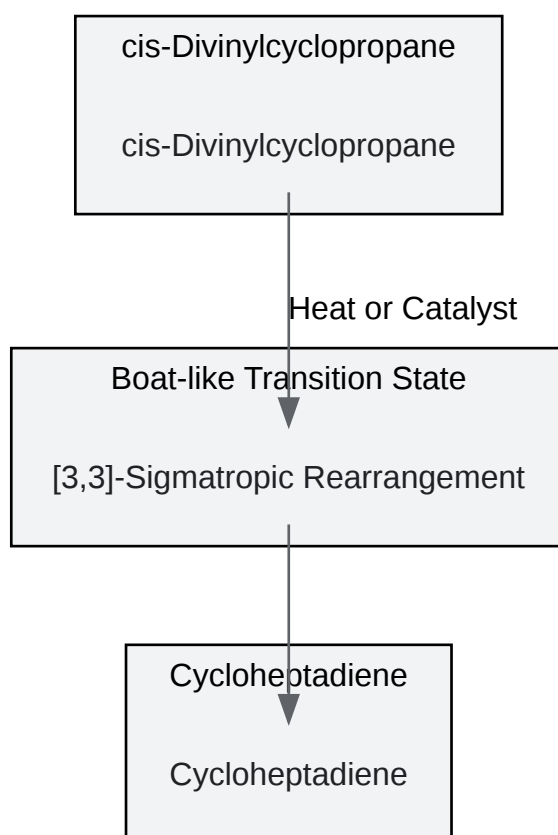 cis-Divinylcyclopropane
cis-Divinylcyclopropane
Heat or Catalyst
Boat-like Transition State
[3,3]-Sigmatropic Rearrangement
Cycloheptadiene
Cycloheptadiene